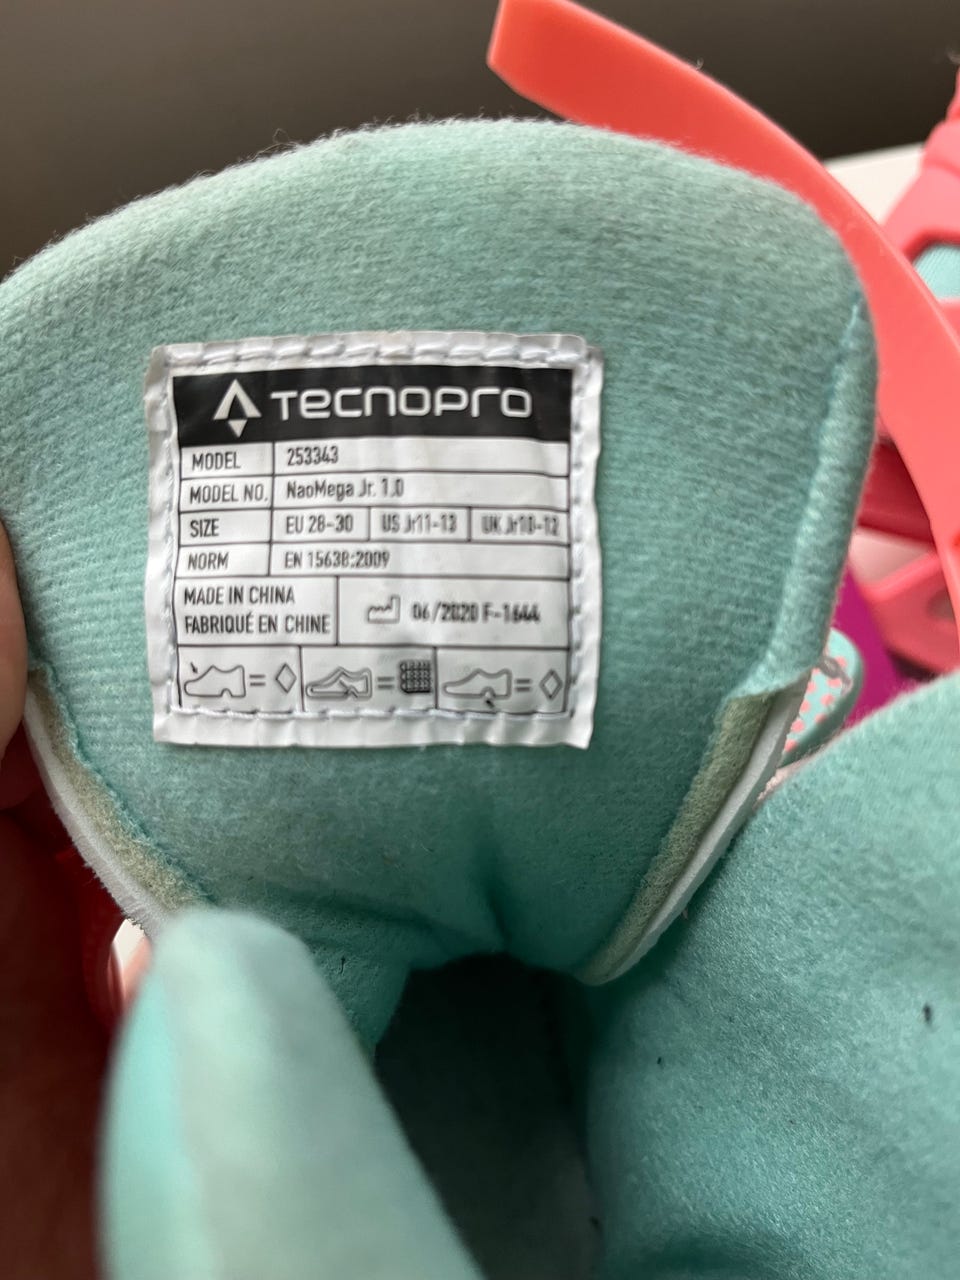 TECNOPRO
MODEL 253343
MODEL NO. NaoMega Jr. 1.0
SIZE EU 28-30 US Jr11-13 UK Jr10-12
NORM EN 15638:2009
MADE IN CHINA
FABRIQUÉ EN CHINE
06/2020 F-1644